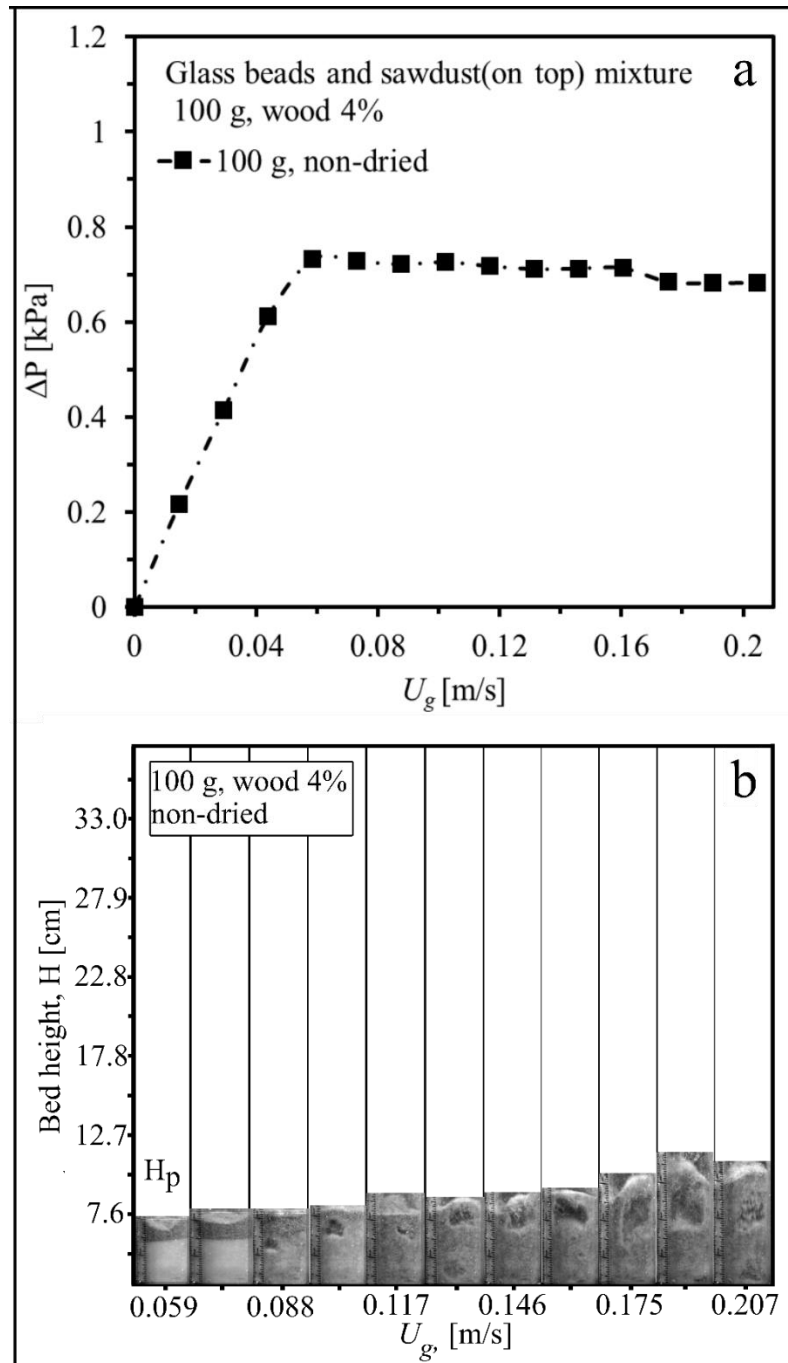 a
Glass beads and sawdust(on top) mixture
100 g, wood 4%
100 g, non-dried
1.2
1
0.8
0.6
0.4
0.2
0
ΔP [kPa]
0 0.04 0.08 0.12 0.16 0.2
U_g [m/s]
b
100 g, wood 4%
non-dried
33.0
27.9
22.8
17.8
12.7
7.6
Bed height, H [cm]
Hp
0.059 0.088 0.117 0.146 0.175 0.207
U_g, [m/s]